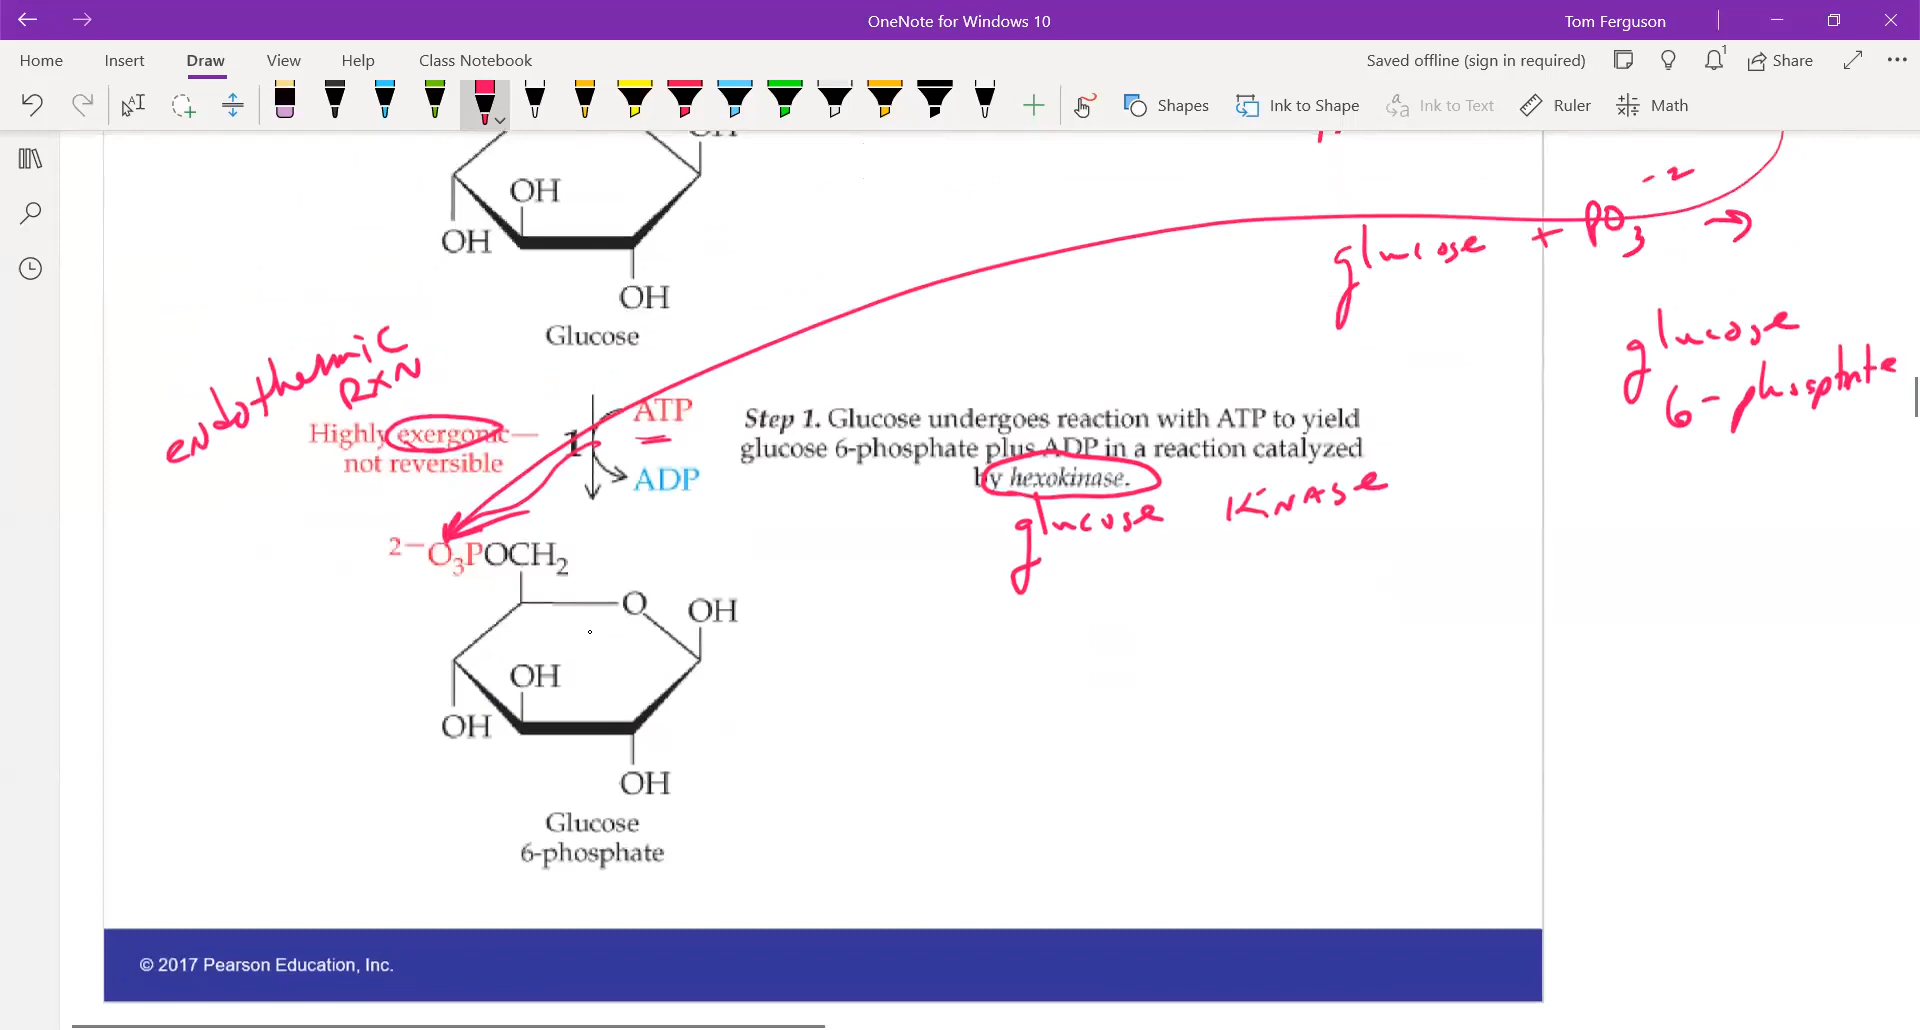 OneNote for Windows 10
Tom Ferguson
Home
Insert
Draw
View
Help
Class Notebook
Saved offline (sign in required)
1
Share
Shapes
Ink to Shape
Ink to Text
Ruler
Math
OH
OH
OH
OH
Glucose
glucose + PO3 -2 →
glucose
6-phosphate
endothermic
RXN
Highly exergonic—
not reversible
1
ATP
ADP
Step 1. Glucose undergoes reaction with ATP to yield
glucose 6-phosphate plus ADP in a reaction catalyzed
by hexokinase.
glucose KiNASe
2−O3POCH2
O
OH
OH
OH
OH
Glucose
6-phosphate
© 2017 Pearson Education, Inc.